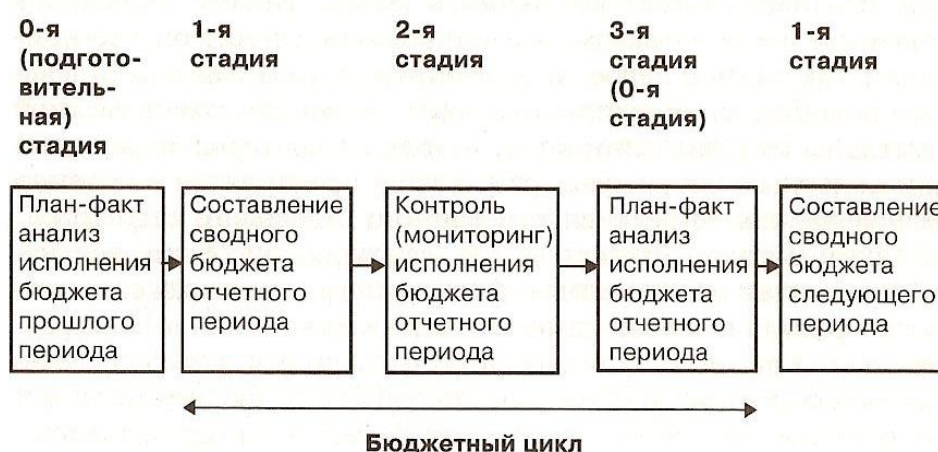 0-я
(подгото-
витель-
ная)
стадия
1-я
стадия
2-я
стадия
3-я
стадия
(0-я
стадия)
1-я
стадия
План-факт
анализ
исполнения
бюджета
прошлого
периода
Составление
сводного
бюджета
отчетного
периода
Контроль
(мониторинг)
исполнения
бюджета
отчетного
периода
План-факт
анализ
исполнения
бюджета
отчетного
периода
Составление
сводного
бюджета
следующего
периода
Бюджетный цикл